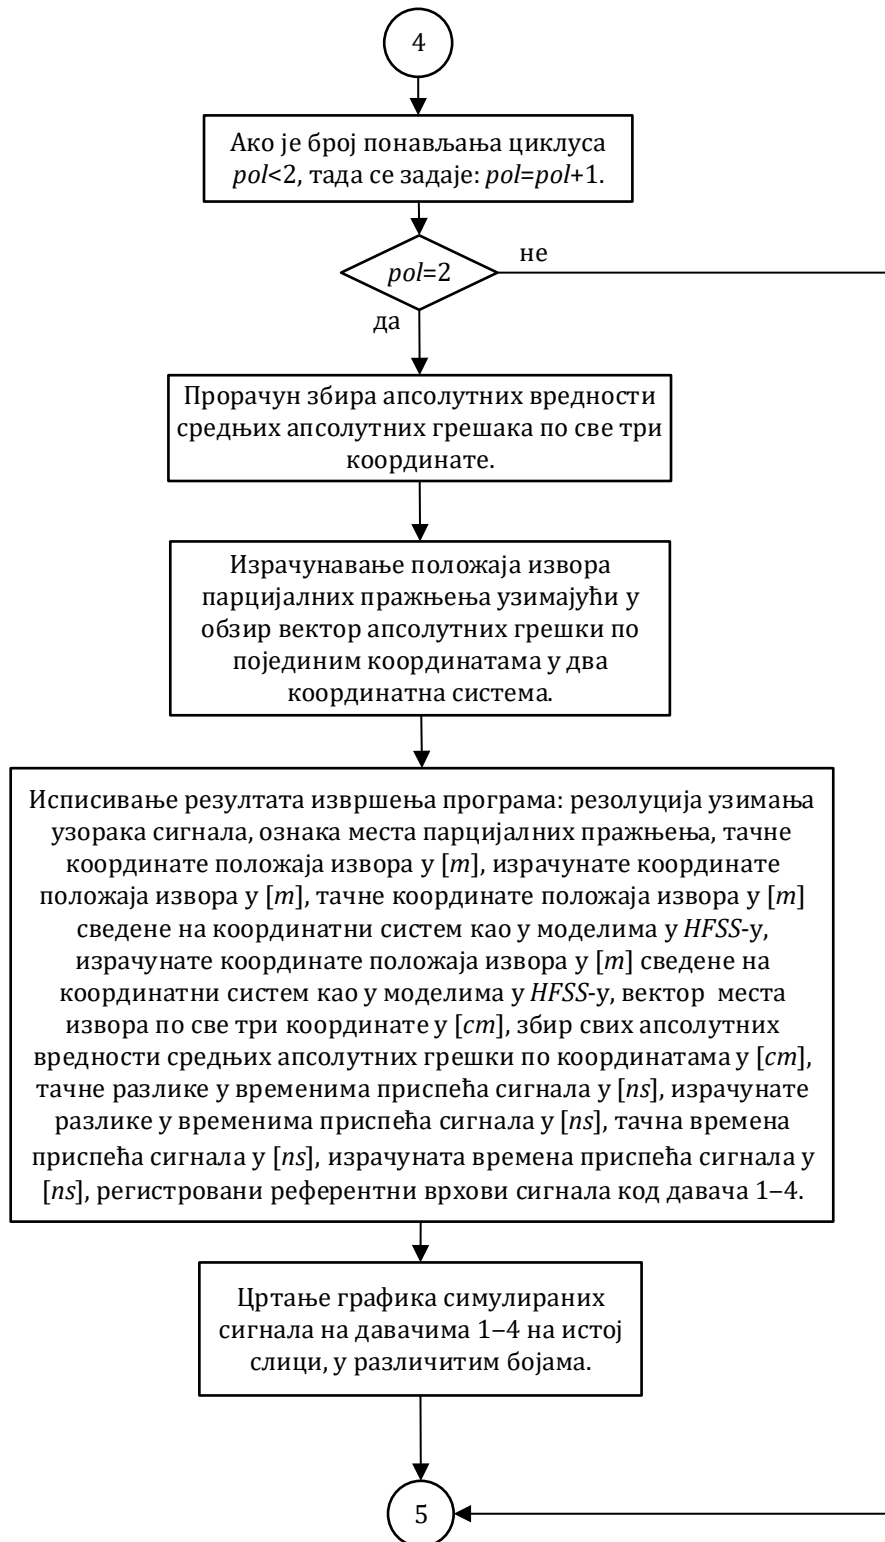 4
Ако је број понављања циклуса
pol<2, тада се задаје: pol=pol+1.
не
pol=2
да
Прорачун збира апсолутних вредности
средњих апсолутних грешака по све три
координате.
Израчунавање положаја извора
парцијалних пражњења узимајући у
обзир вектор апсолутних грешки по
појединим координатама у два
координатна система.
Исписивање резултата извршења програма: резолуција узимања
узорака сигнала, ознака места парцијалних пражњења, тачне
координате положаја извора у [m], израчунате координате
положаја извора у [m], тачне координате положаја извора у [m]
сведене на координатни систем као у моделима у HFSS-у,
израчунате координате положаја извора у [m] сведене на
координатни систем као у моделима у HFSS-у, вектор места
извора по све три координате у [cm], збир свих апсолутних
вредности средњих апсолутних грешки по координатама у [cm],
тачне разлике у временима приспећа сигнала у [ns], израчунате
разлике у временима приспећа сигнала у [ns], тачна времена
приспећа сигнала у [ns], израчуната времена приспећа сигнала у
[ns], регистровани референтни врхови сигнала код давача 1–4.
Цртање графика симулираних
сигнала на давачима 1–4 на истој
слици, у различитим бојама.
5